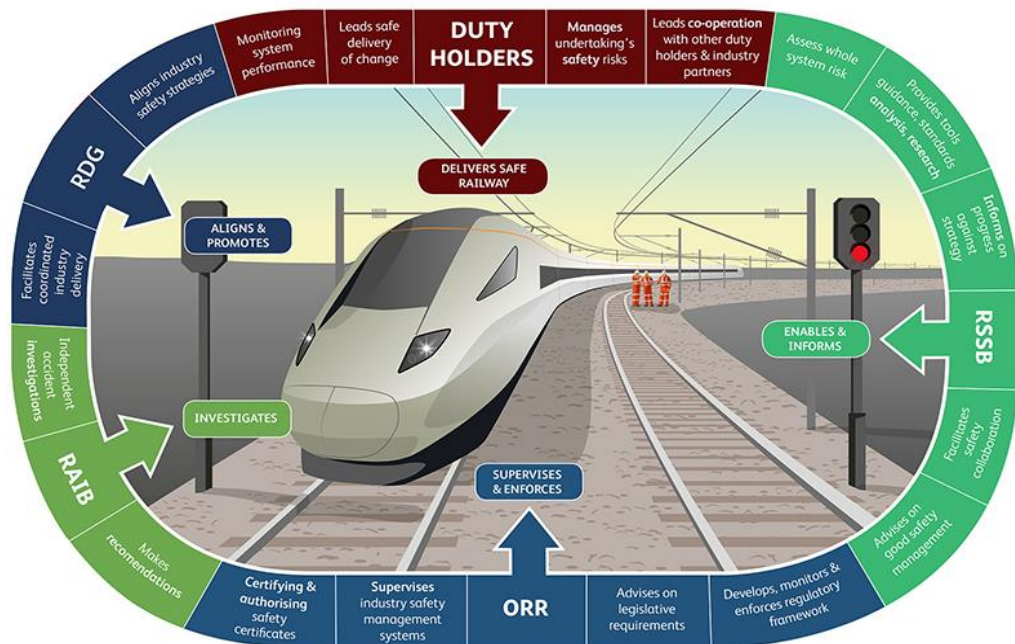 Monitoring
system
performance
Leads safe
delivery
of change
DUTY
HOLDERS
Manages
undertaking's
safety risks
Leads co-operation
with other duty
holders & industry
partners
DELIVERS SAFE
RAILWAY
Assess whole
system risk
Provides tools
guidance, standards
analysis, research
Informs on
progress
against
strategy
RSSB
ENABLES &
INFORMS
Facilitates
safety
collaboration
Advises on
good safety
management
Develops, monitors &
enforces regulatory
framework
Advises on
legislative
requirements
ORR
SUPERVISES
& ENFORCES
Supervises
industry safety
management
systems
Certifying &
authorising
safety
certificates
Makes
recomendations
RAIB
INVESTIGATES
Independent
accident
investigations
Facilitates
coordinated
industry
delivery
RDG
ALIGNS &
PROMOTES
Aligns industry
safety strategies